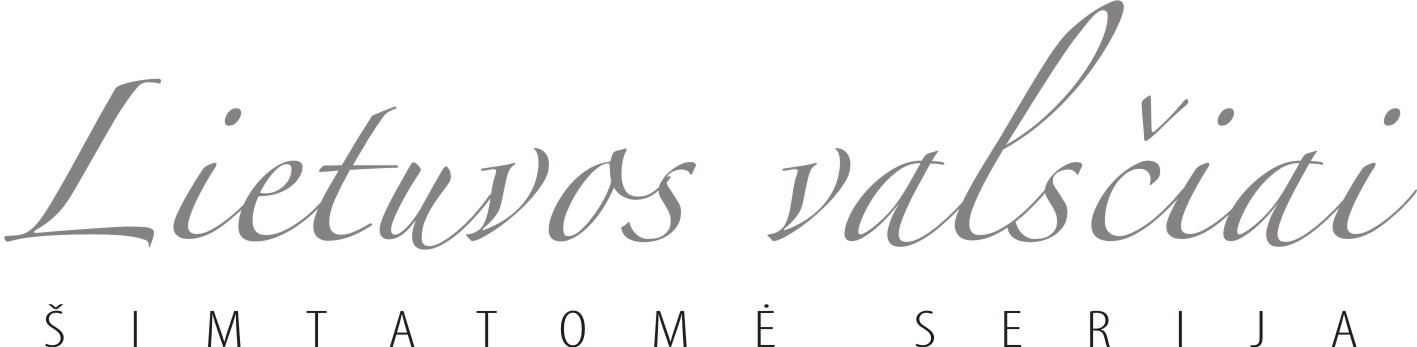 Lietuvos valsčiai
ŠIMTATOMĖ SERIJA